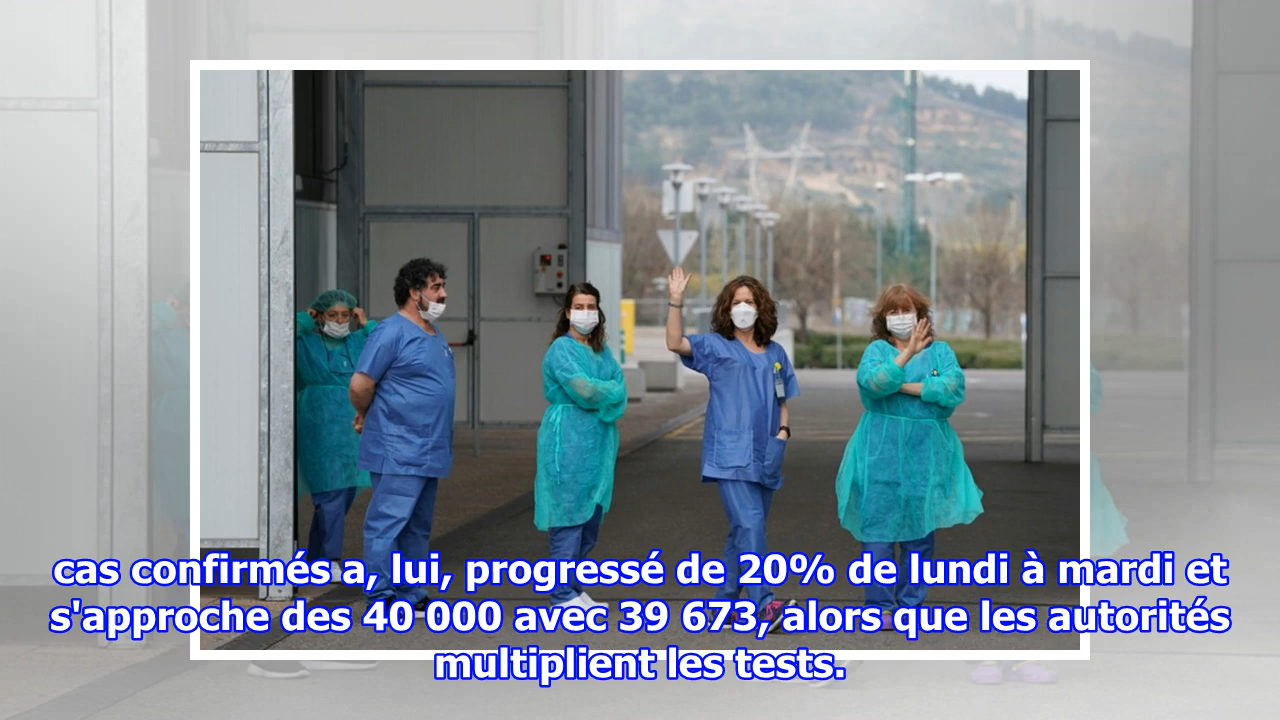 cas confirmés a, lui, progressé de 20% de lundi à mardi et
s'approche des 40 000 avec 39 673, alors que les autorités
multiplient les tests.